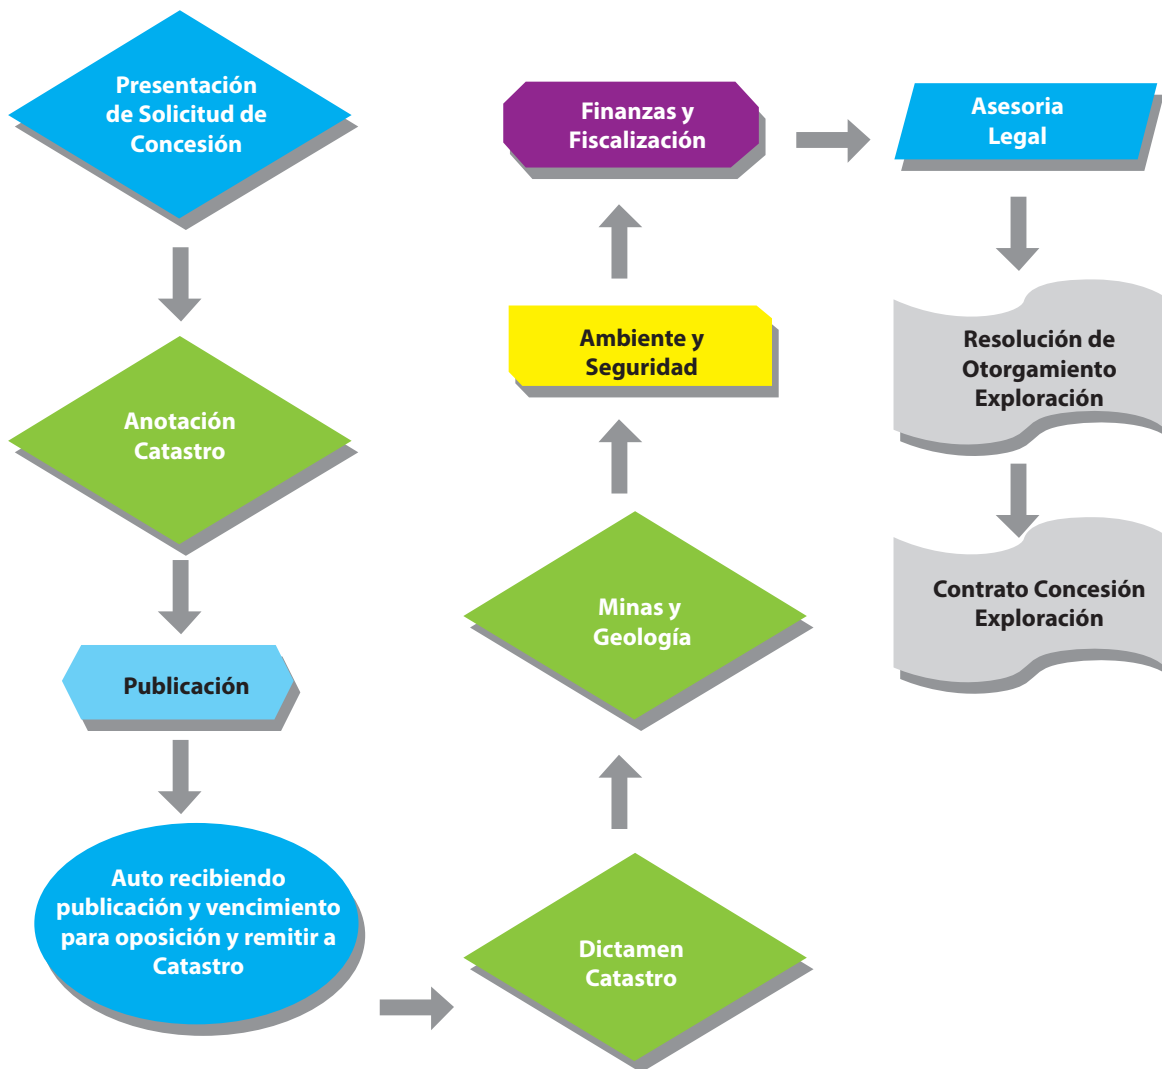 Presentación
de Solicitud de
Concesión
Anotación
Catastro
Publicación
Auto recibiendo
publicación y vencimiento
para oposición y remitir a
Catastro
Dictamen
Catastro
Minas y
Geología
Ambiente y
Seguridad
Finanzas y
Fiscalización
Asesoria
Legal
Resolución de
Otorgamiento
Exploración
Contrato Concesión
Exploración